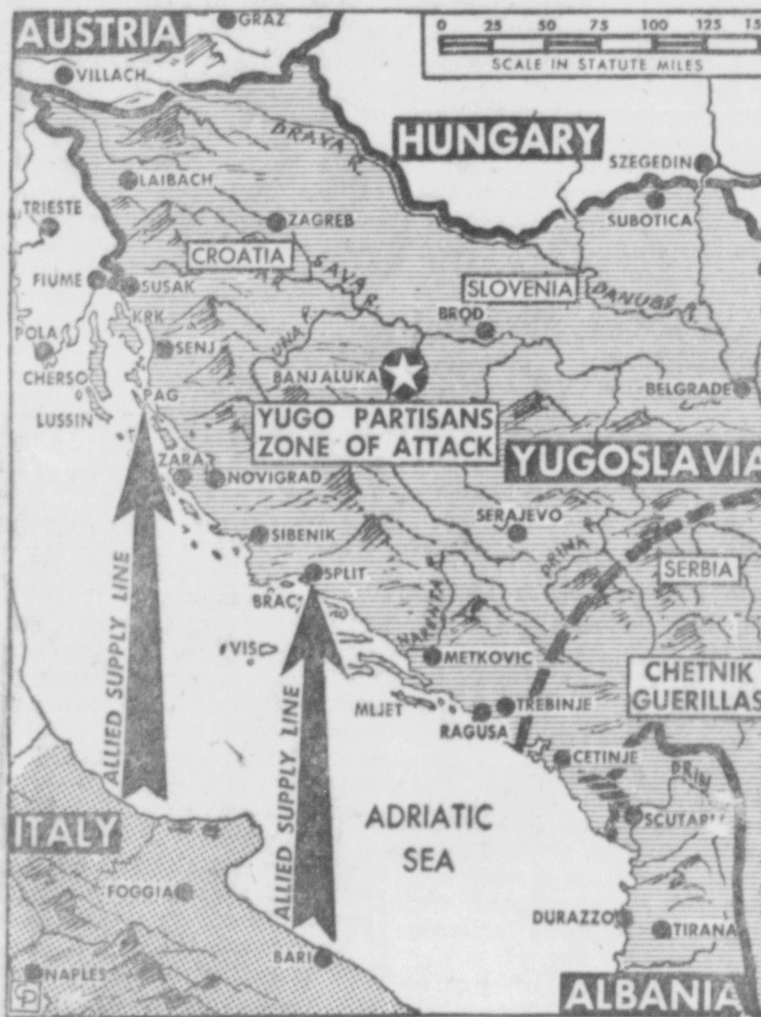 AUSTRIA
GRAZ
0 25 50 75 100 125
SCALE IN STATUTE MILES
VILLACH
DRAVA R.
HUNGARY
SZEGEDIN
LAIBACH
SUBOTICA
TRIESTE
ZAGREB
CROATIA
SAVA R.
SLOVENIA
DANUBE R.
FIUME
SUSAK
KRK
BROD
UNA R.
POLA
SENJ
CHERSO
BANJALUKA
BELGRADE
PAG
LUSSIN
YUGO PARTISANS
ZONE OF ATTACK
YUGOSLAVIA
ZARA
NOVIGRAD
SERAJEVO
SIBENIK
DRINA R.
SERBIA
SPLIT
BRAC
NARENTA R.
VIS
METKOVIC
CHETNIK
GUERILLAS
MLJET
TREBINJE
RAGUSA
CETINJE
DRIN
ALLIED SUPPLY LINE
ALLIED SUPPLY LINE
ADRIATIC
SEA
SCUTARI
ITALY
FOGGIA
DURAZZO
TIRANA
BARI
NAPLES
ALBANIA
CP